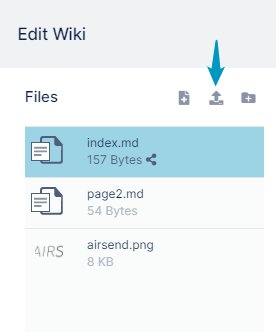 Edit Wiki
Files
index.md
157 Bytes
page2.md
54 Bytes
AIRS
airsend.png
8 KB